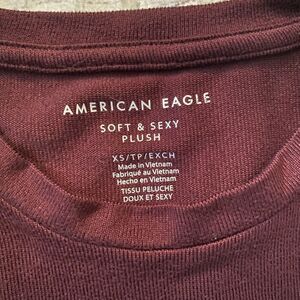 AMERICAN EAGLE
SOFT & SEXY
PLUSH
XS/TP/EXCH
Made in Vietnam
Fabriqué au Vietnam
Hecho en Vietnam
TISSU PELUCHE
DOUX ET SEXY